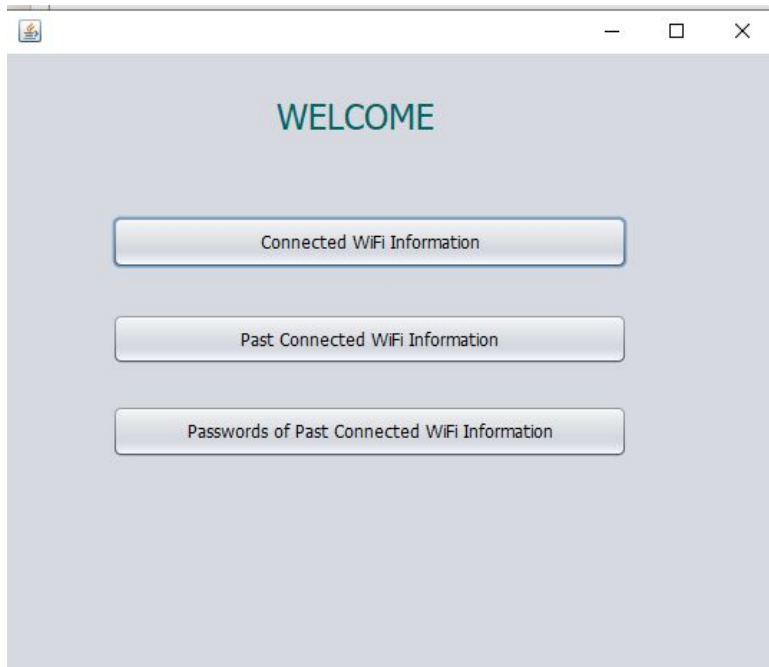 WELCOME
Connected WiFi Information
Past Connected WiFi Information
Passwords of Past Connected WiFi Information